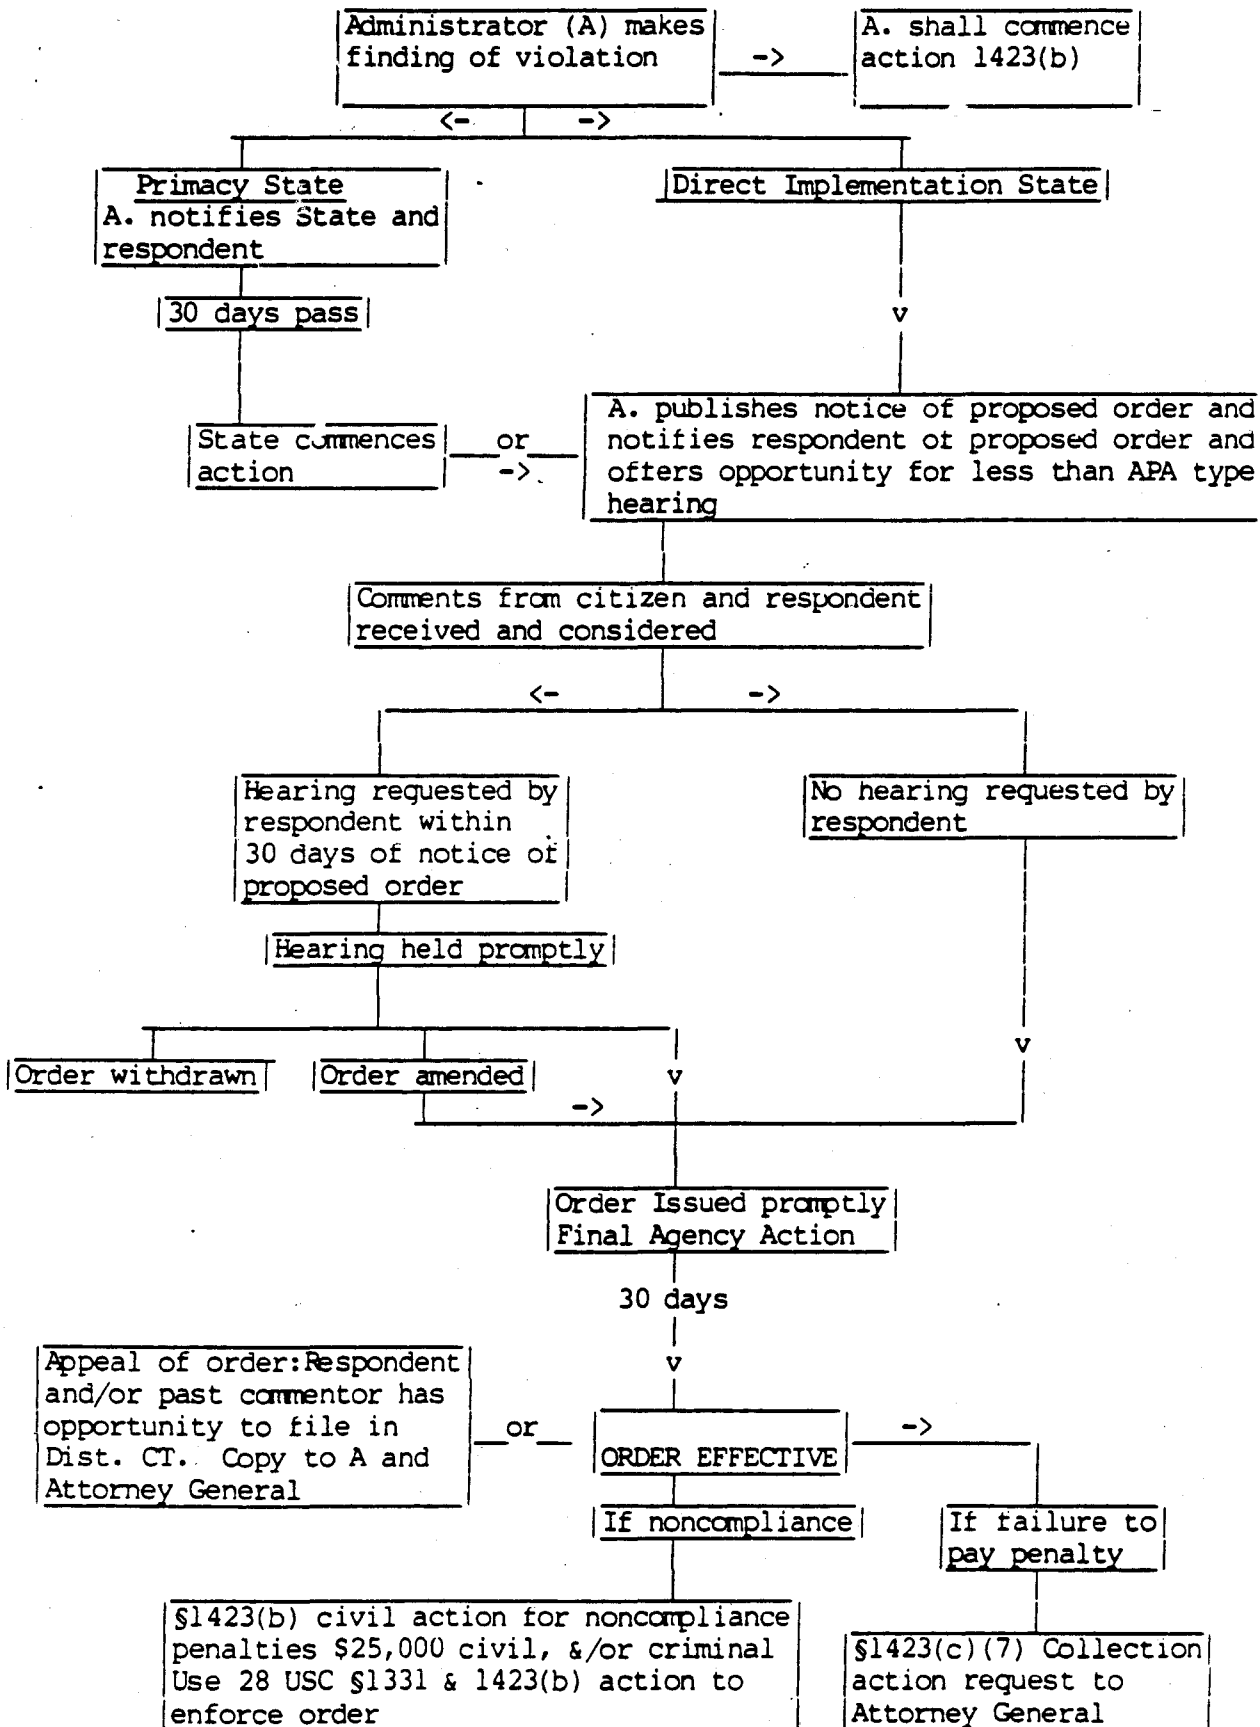 Administrator (A) makes
finding of violation
->
A. shall commence
action 1423(b)
<- ->
Primacy State
A. notifies State and
respondent
Direct Implementation State
30 days pass
v
State commences
action
or
->
A. publishes notice of proposed order and
notifies respondent of proposed order and
offers opportunity for less than APA type
hearing
Comments from citizen and respondent
received and considered
<- ->
Hearing requested by
respondent within
30 days of notice of
proposed order
No hearing requested by
respondent
Hearing held promptly
v
Order withdrawn
Order amended
v
->
Order Issued promptly
Final Agency Action
30 days
v
Appeal of order:Respondent
and/or past commentor has
opportunity to file in
Dist. CT. Copy to A and
Attorney General
or
ORDER EFFECTIVE
->
If noncompliance
If failure to
pay penalty
§1423(b) civil action for noncompliance
penalties $25,000 civil, &/or criminal
Use 28 USC §1331 & 1423(b) action to
enforce order
§1423(c)(7) Collection
action request to
Attorney General